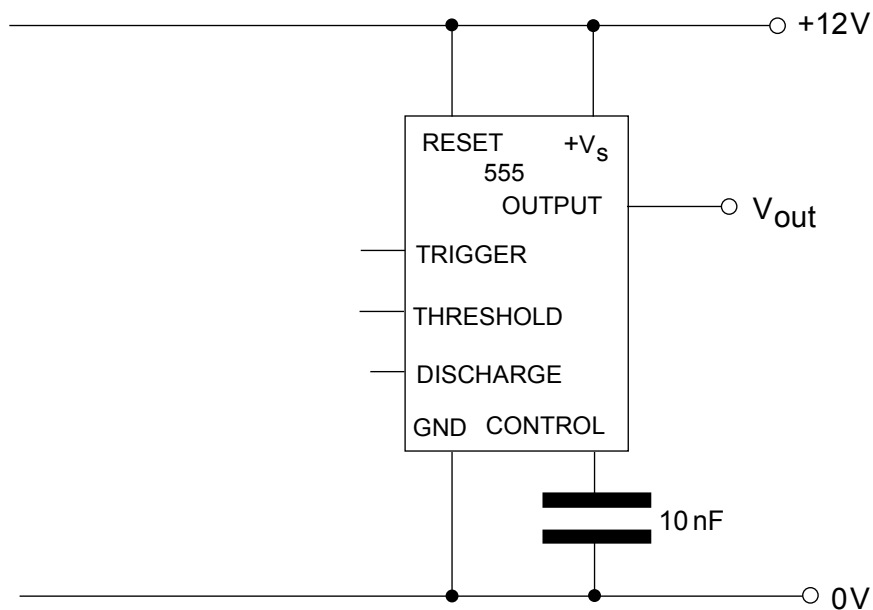 +12V
RESET +Vs
555
OUTPUT Vout
TRIGGER
THRESHOLD
DISCHARGE
GND CONTROL
10 nF
0V